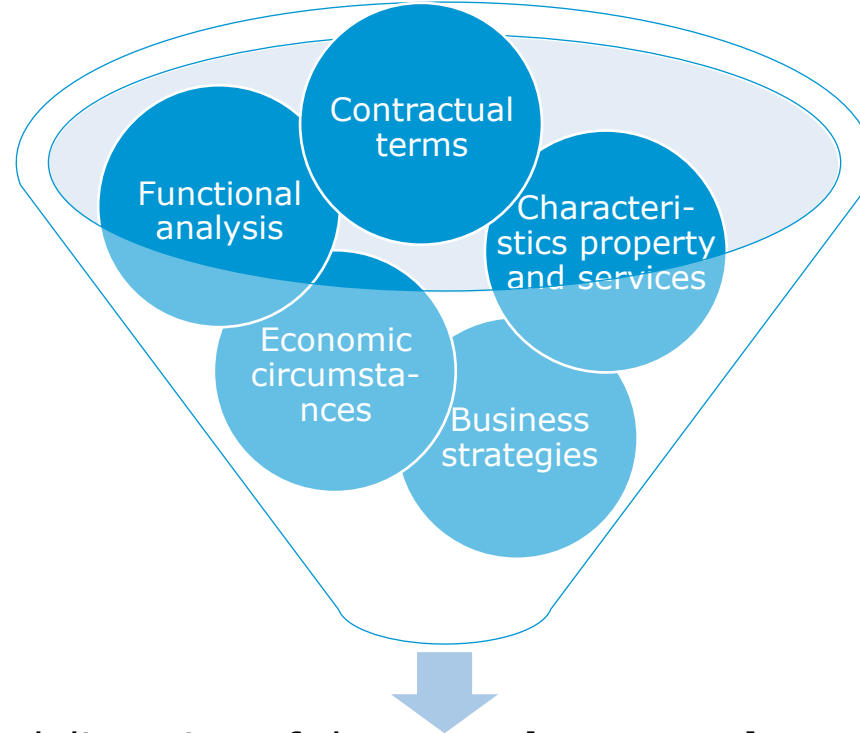 Contractual
terms
Functional
analysis
Characteri-
stics property
and services
Economic
circumsta-
nces
Business
strategies